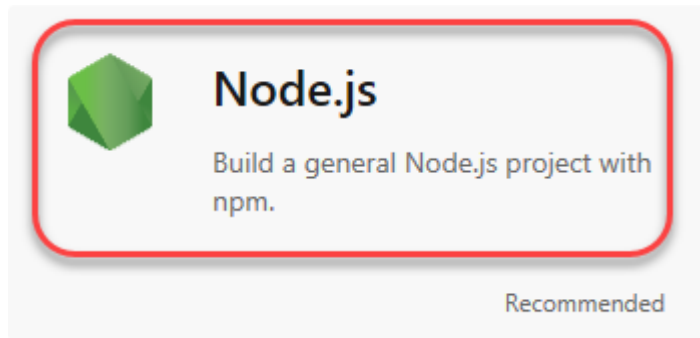 Node.js
Build a general Node.js project with
npm.
Recommended